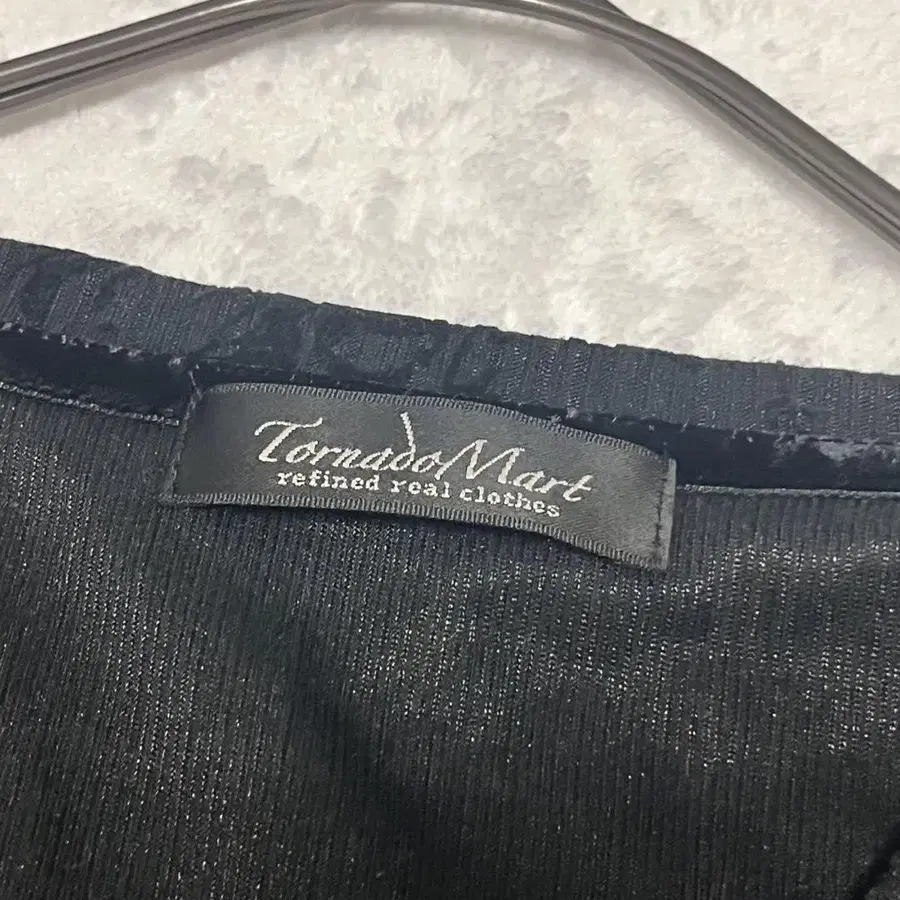 TornadoMart
refined real clothes